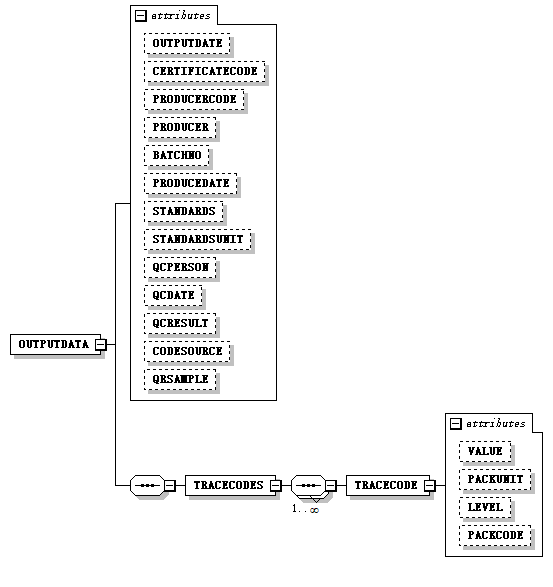 attributes
OUTPUTDATE
CERTIFICATECODE
PRODUCERCODE
PRODUCER
BATCHNO
PRODUCEDATE
STANDARDS
STANDARDSUNIT
QCPERSON
QCDATE
QCRESULT
CODESOURCE
QRSAMPLE
OUTPUTDATA
TRACECODES
1..∞
TRACECODE
attributes
VALUE
PACKUNIT
LEVEL
PACKCODE